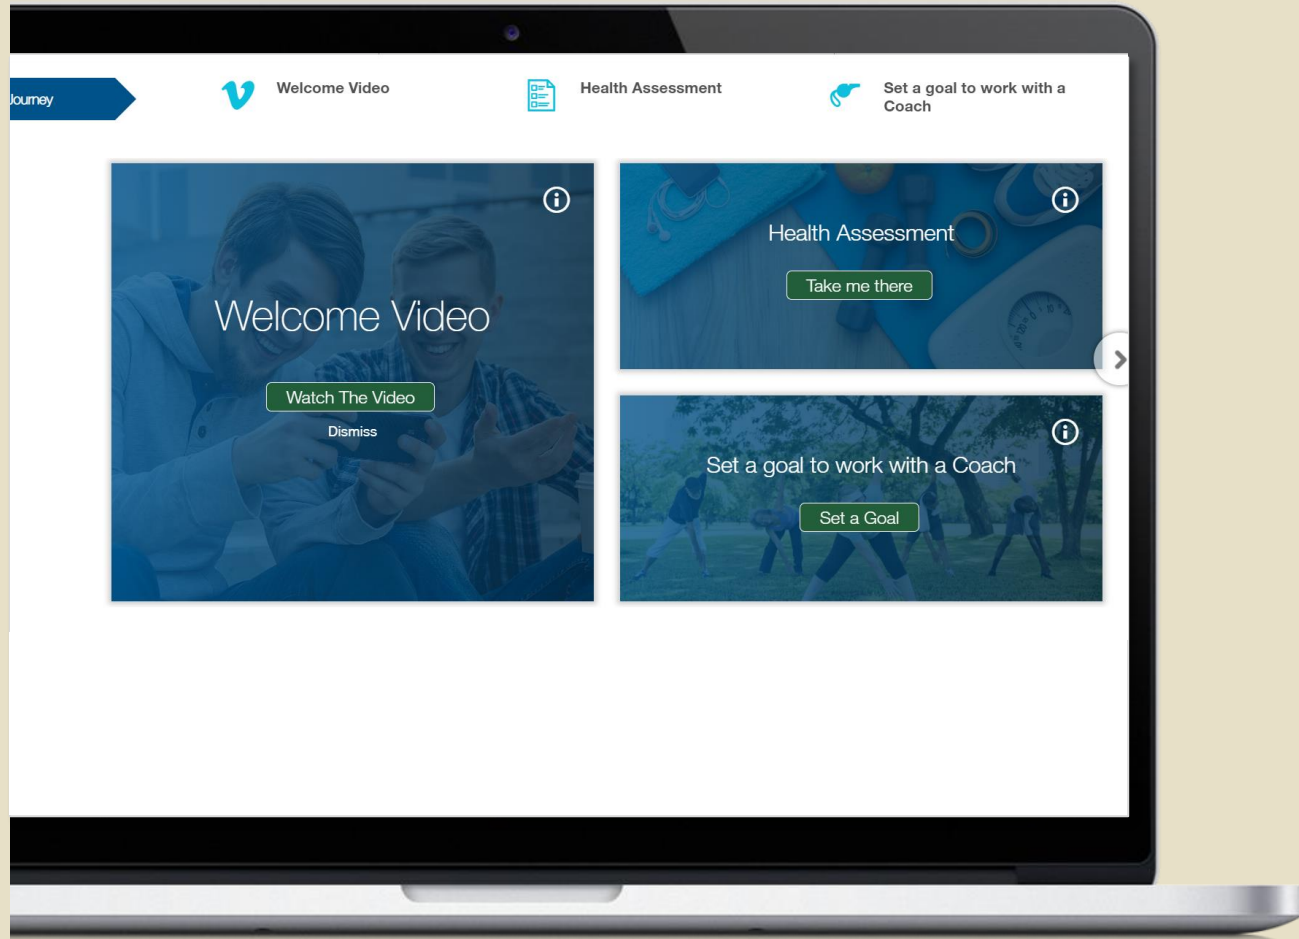 Journey
Welcome Video
Health Assessment
Set a goal to work with a
Coach
Welcome Video
Watch The Video
Dismiss
Health Assessment
Take me there
Set a goal to work with a Coach
Set a Goal